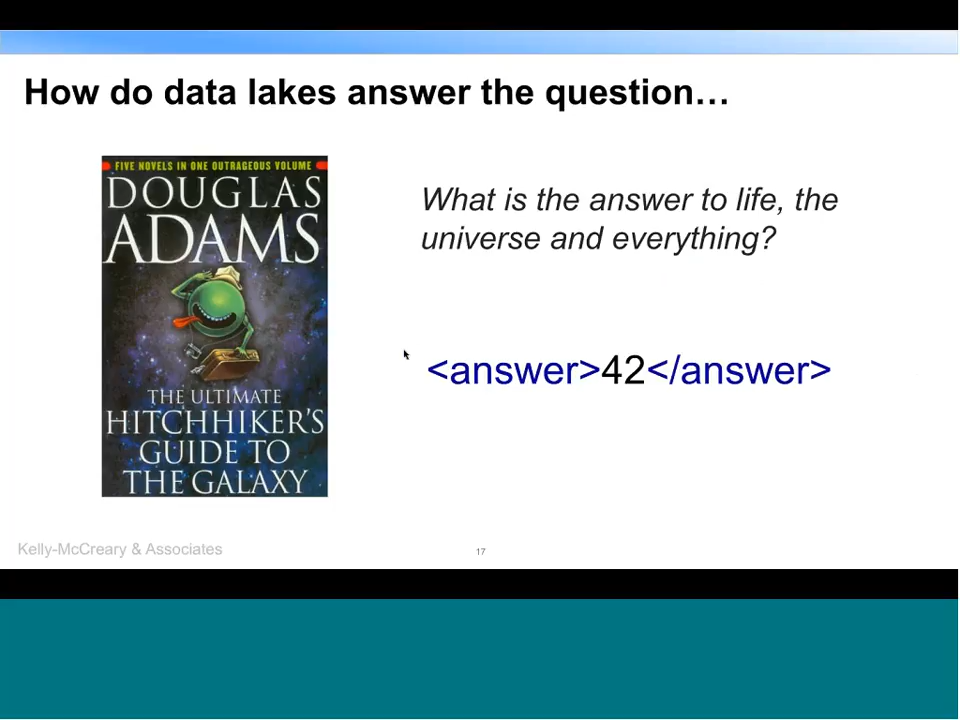 How do data lakes answer the question…
FIVE NOVELS IN ONE OUTRAGEOUS VOLUME
DOUGLAS
ADAMS
THE ULTIMATE
HITCHHIKER'S
GUIDE TO
THE GALAXY
What is the answer to life, the
universe and everything?
<answer>42</answer>
Kelly-McCreary & Associates
17